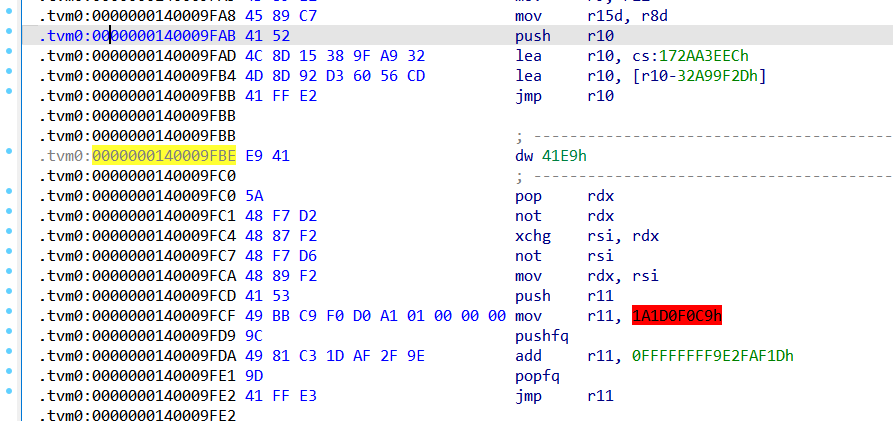 .tvm0:0000000140009FA8 45 89 C7 mov r15d, r8d
.tvm0:0000000140009FAB 41 52 push r10
.tvm0:0000000140009FAD 4C 8D 15 38 9F A9 32 lea r10, cs:172AA3EECh
.tvm0:0000000140009FB4 4D 8D 92 D3 60 56 CD lea r10, [r10-32A99F2Dh]
.tvm0:0000000140009FBB 41 FF E2 jmp r10
.tvm0:0000000140009FBB
.tvm0:0000000140009FBB ; ---------------------------------------
.tvm0:0000000140009FBE E9 41 dw 41E9h
.tvm0:0000000140009FC0 ; ---------------------------------------
.tvm0:0000000140009FC0 5A pop rdx
.tvm0:0000000140009FC1 48 F7 D2 not rdx
.tvm0:0000000140009FC4 48 87 F2 xchg rsi, rdx
.tvm0:0000000140009FC7 48 F7 D6 not rsi
.tvm0:0000000140009FCA 48 89 F2 mov rdx, rsi
.tvm0:0000000140009FCD 41 53 push r11
.tvm0:0000000140009FCF 49 BB C9 F0 D0 A1 01 00 00 00 mov r11, 1A1D0F0C9h
.tvm0:0000000140009FD9 9C pushfq
.tvm0:0000000140009FDA 49 81 C3 1D AF 2F 9E add r11, 0FFFFFFFF9E2FAF1Dh
.tvm0:0000000140009FE1 9D popfq
.tvm0:0000000140009FE2 41 FF E3 jmp r11
.tvm0:0000000140009FE2